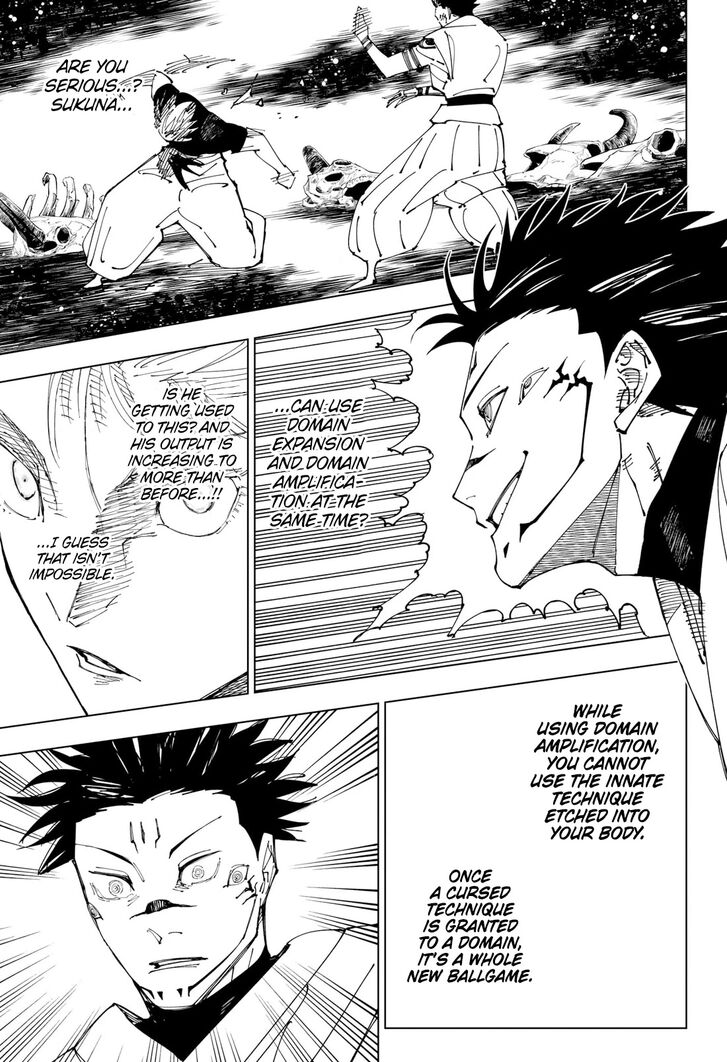 ARE YOU
SERIOUS...?
SUKUNA...
...CAN USE
DOMAIN
EXPANSION
AND DOMAIN
AMPLIFICA-
TION AT THE
SAME TIME?
IS HE
GETTING USED
TO THIS? AND
HIS OUTPUT IS
INCREASING TO
MORE THAN
BEFORE...!!
...I GUESS
THAT ISN'T
IMPOSSIBLE.
WHILE
USING DOMAIN
AMPLIFICATION,
YOU CANNOT
USE THE INNATE
TECHNIQUE
ETCHED INTO
YOUR BODY.
ONCE
A CURSED
TECHNIQUE
IS GRANTED
TO A DOMAIN,
IT'S A WHOLE
NEW BALLGAME.